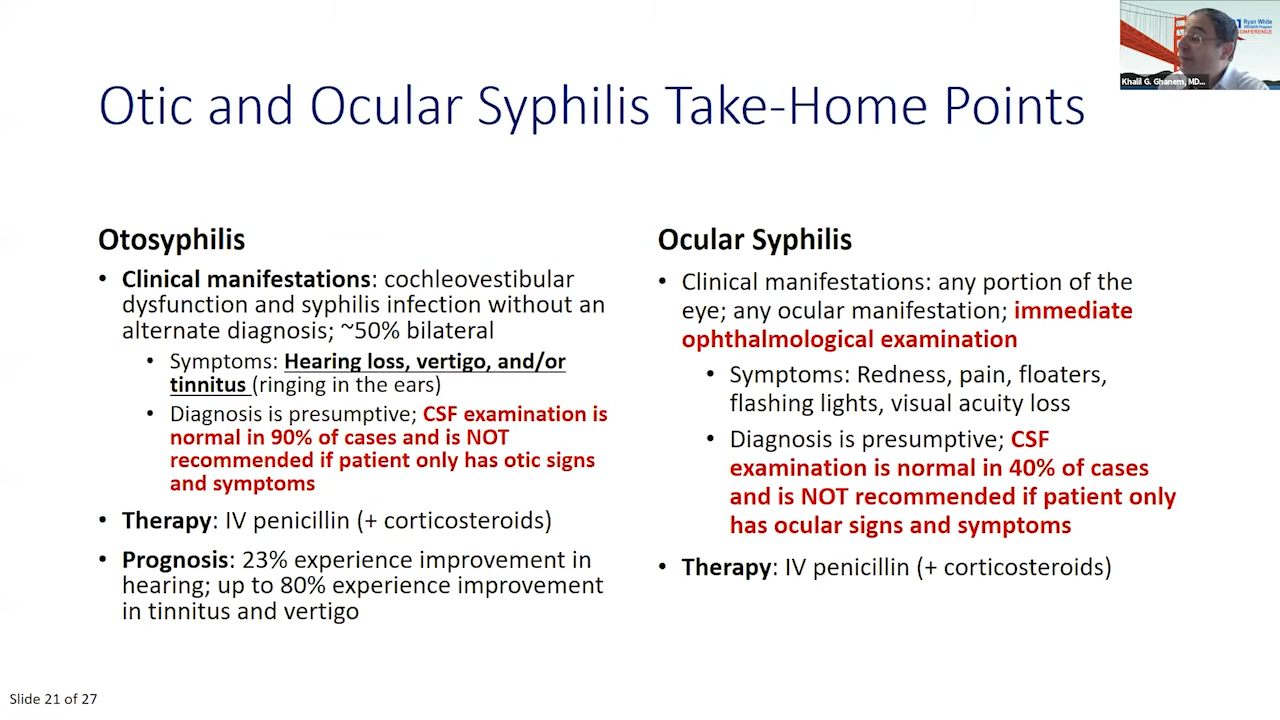 Otic and Ocular Syphilis Take-Home Points
Otosyphilis
• Clinical manifestations: cochleovestibular
dysfunction and syphilis infection without an
alternate diagnosis; ~50% bilateral
• Symptoms: Hearing loss, vertigo, and/or
tinnitus (ringing in the ears)
• Diagnosis is presumptive; CSF examination is
normal in 90% of cases and is NOT
recommended if patient only has otic signs
and symptoms
• Therapy: IV penicillin (+ corticosteroids)
• Prognosis: 23% experience improvement in
hearing; up to 80% experience improvement
in tinnitus and vertigo
Ocular Syphilis
• Clinical manifestations: any portion of the
eye; any ocular manifestation; immediate
ophthalmological examination
• Symptoms: Redness, pain, floaters,
flashing lights, visual acuity loss
• Diagnosis is presumptive; CSF
examination is normal in 40% of cases
and is NOT recommended if patient only
has ocular signs and symptoms
• Therapy: IV penicillin (+ corticosteroids)
Slide 21 of 27
Ryan White
CONFERENCE
Khalil G. Ghanem, MD...